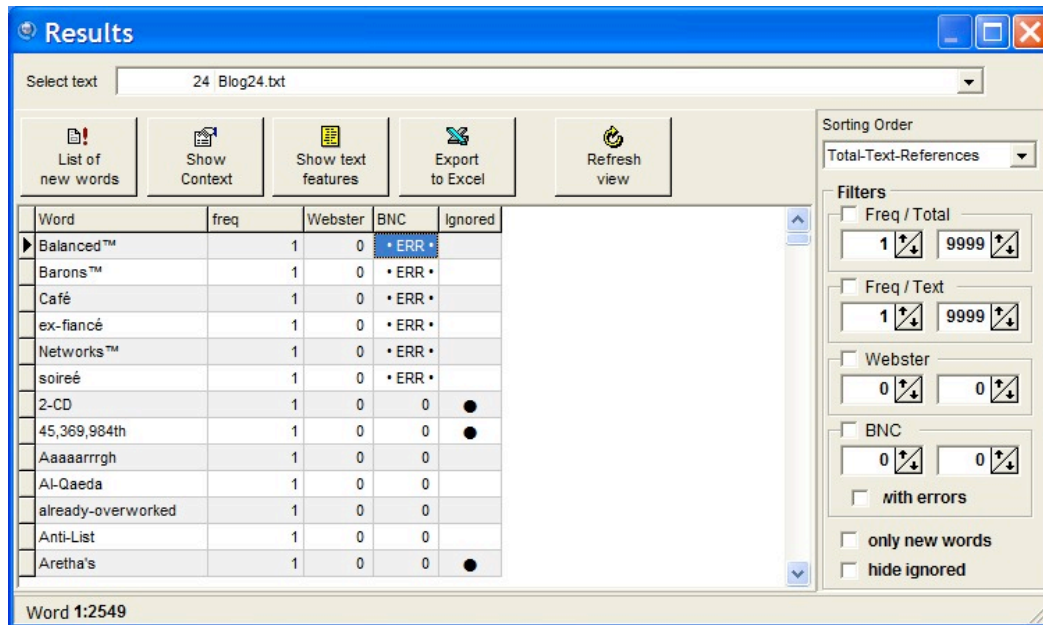 Results
Select text 24 Blog24.txt
List of new words
Show Context
Show text features
Export to Excel
Refresh view
Sorting Order
Total-Text-References
Filters
Freq / Total
1 9999
Freq / Text
1 9999
Webster
0 0
BNC
0 0
with errors
only new words
hide ignored
Word freq Webster BNC Ignored
Balanced™ 1 0 • ERR •
Barons™ 1 0 • ERR •
Café 1 0 • ERR •
ex-fiancé 1 0 • ERR •
Networks™ 1 0 • ERR •
soireé 1 0 • ERR •
2-CD 1 0 0 ●
45,369,984th 1 0 0 ●
Aaaaarrrgh 1 0 0
Al-Qaeda 1 0 0
already-overworked 1 0 0
Anti-List 1 0 0
Aretha's 1 0 0 ●
Word 1:2549